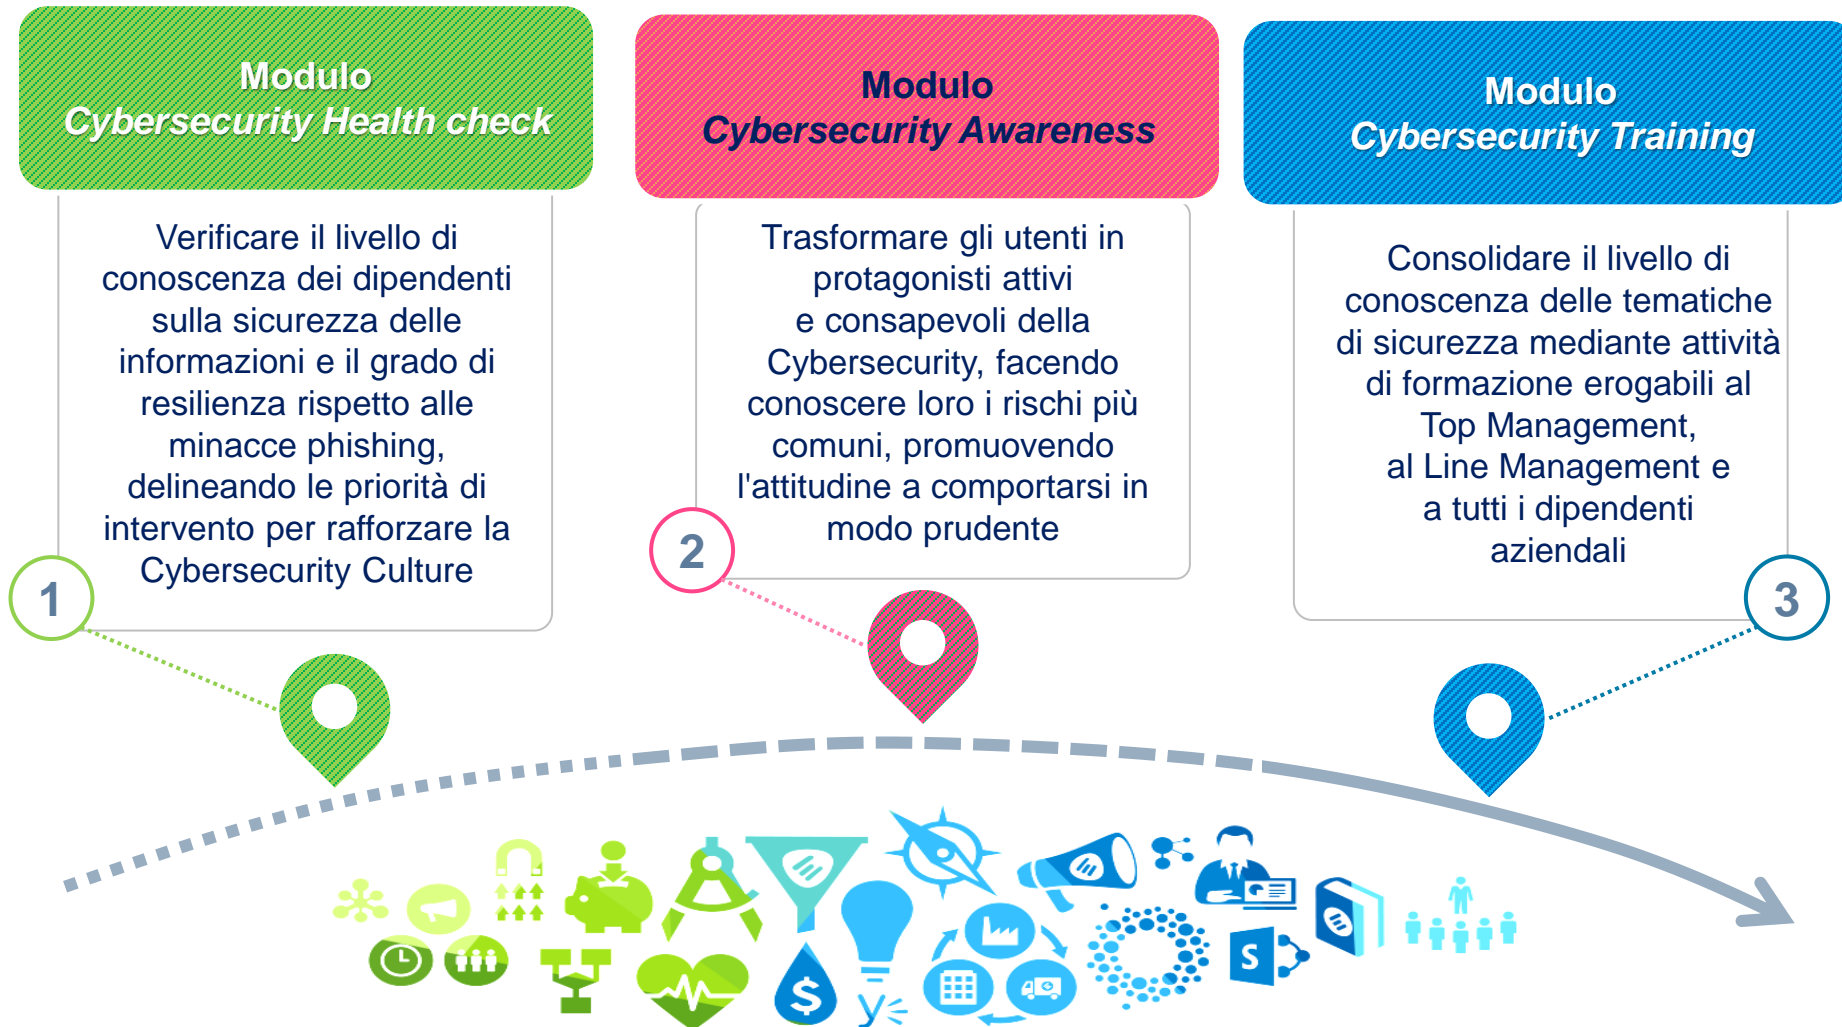 Modulo
Cybersecurity Health check
Verificare il livello di
conoscenza dei dipendenti
sulla sicurezza delle
informazioni e il grado di
resilienza rispetto alle
minacce phishing,
delineando le priorità di
intervento per rafforzare la
Cybersecurity Culture
1
Modulo
Cybersecurity Awareness
Trasformare gli utenti in
protagonisti attivi
e consapevoli della
Cybersecurity, facendo
conoscere loro i rischi più
comuni, promuovendo
l'attitudine a comportarsi in
modo prudente
2
Modulo
Cybersecurity Training
Consolidare il livello di
conoscenza delle tematiche
di sicurezza mediante attività
di formazione erogabili al
Top Management,
al Line Management e
a tutti i dipendenti
aziendali
3
$
S